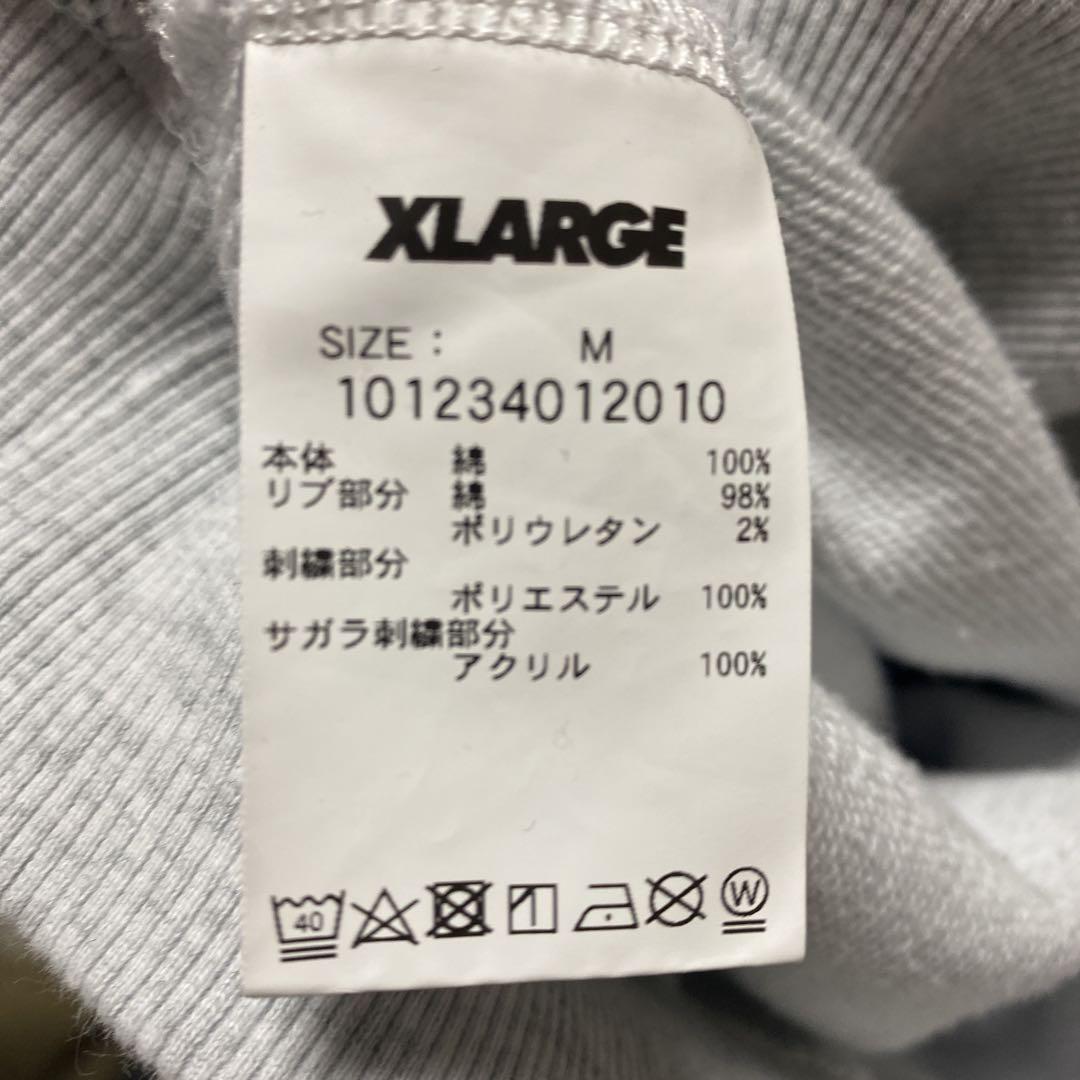 XLARGE
SIZE : M
101234012010
本体 綿 100%
リブ部分 綿 98%
ポリウレタン 2%
刺繍部分
ポリエステル 100%
サガラ刺繍部分
アクリル 100%
40 W